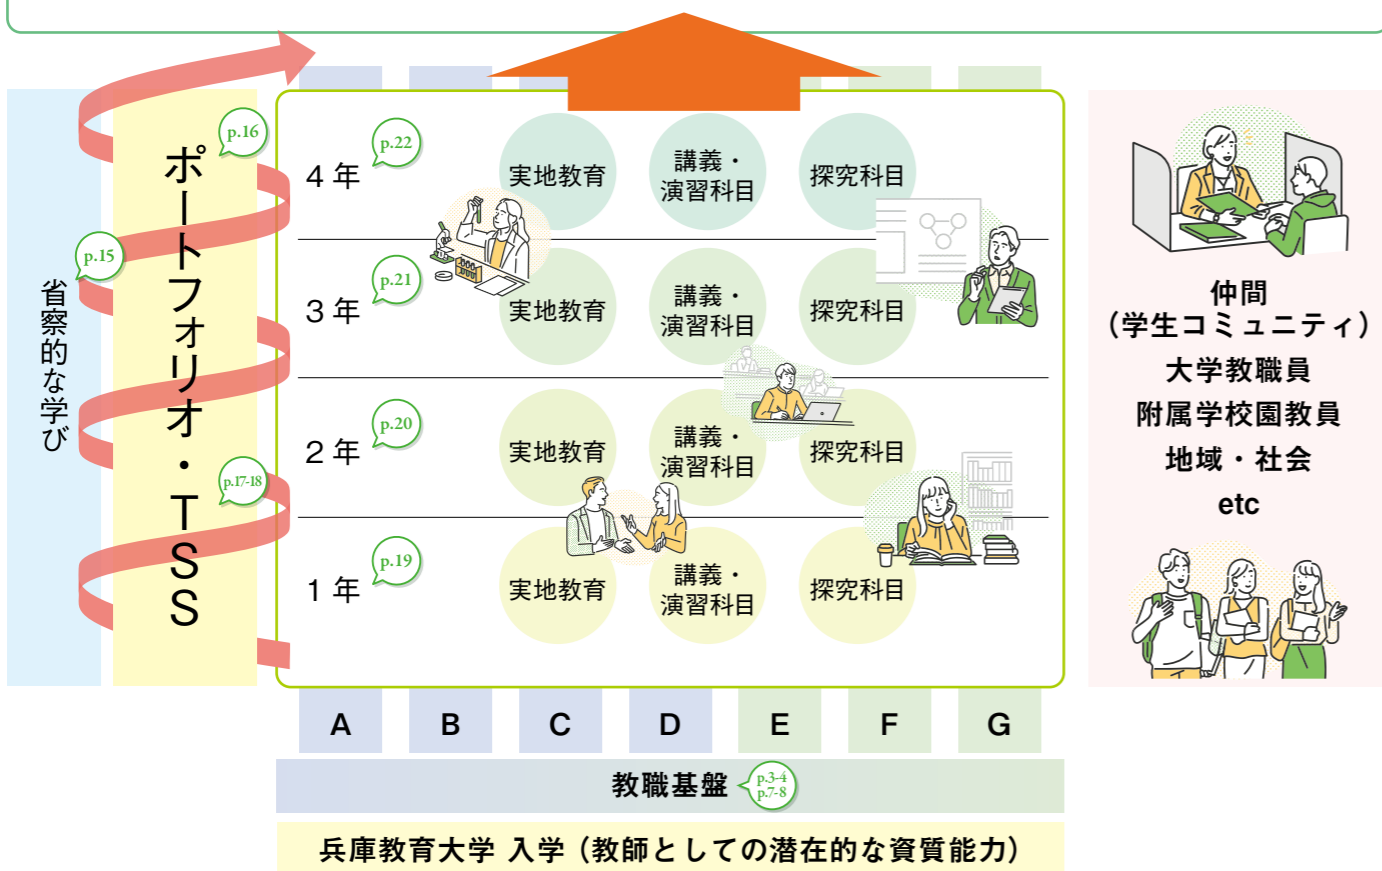 省察的な学び
p.15
ポートフォリオ・TSS
p.16
p.17-18
4年
p.22
実地教育
講義・
演習科目
探究科目
3年
p.21
実地教育
講義・
演習科目
探究科目
2年
p.20
実地教育
講義・
演習科目
探究科目
1年
p.19
実地教育
講義・
演習科目
探究科目
仲間
（学生コミュニティ）
大学教職員
附属学校園教員
地域・社会
etc
A B C D E F G
教職基盤
p.3-4
p.7-8
兵庫教育大学 入学（教師としての潜在的な資質能力）